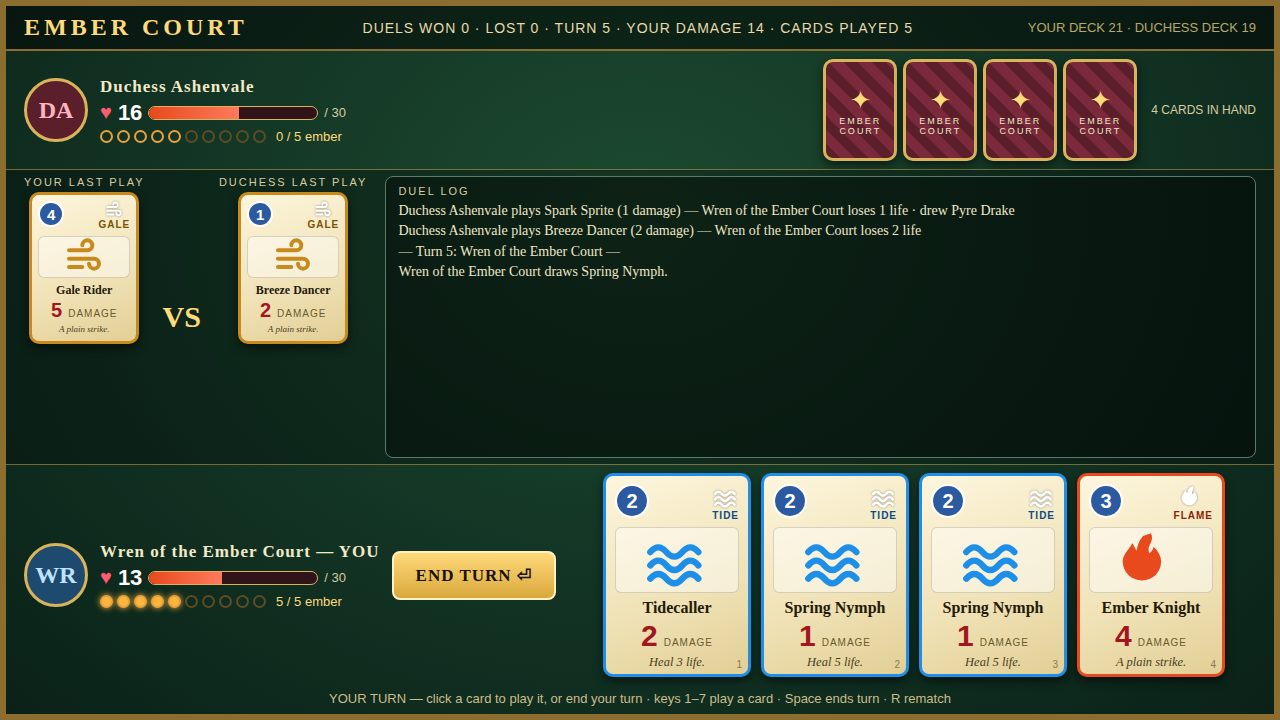 EMBER COURT
DUELS WON 0 · LOST 0 · TURN 5 · YOUR DAMAGE 14 · CARDS PLAYED 5
YOUR DECK 21 · DUCHESS DECK 19
DA
Duchess Ashenvale
♥ 16 / 30
0 / 5 ember
EMBER COURT
EMBER COURT
EMBER COURT
EMBER COURT
4 CARDS IN HAND
YOUR LAST PLAY
4
GALE
Gale Rider
5 DAMAGE
A plain strike.
VS
DUCHESS LAST PLAY
1
GALE
Breeze Dancer
2 DAMAGE
A plain strike.
DUEL LOG
Duchess Ashenvale plays Spark Sprite (1 damage) — Wren of the Ember Court loses 1 life · drew Pyre Drake
Duchess Ashenvale plays Breeze Dancer (2 damage) — Wren of the Ember Court loses 2 life
— Turn 5: Wren of the Ember Court —
Wren of the Ember Court draws Spring Nymph.
WR
Wren of the Ember Court — YOU
♥ 13 / 30
5 / 5 ember
END TURN ⏎
2
TIDE
Tidecaller
2 DAMAGE
Heal 3 life.
1
2
TIDE
Spring Nymph
1 DAMAGE
Heal 5 life.
2
2
TIDE
Spring Nymph
1 DAMAGE
Heal 5 life.
3
3
FLAME
Ember Knight
4 DAMAGE
A plain strike.
4
YOUR TURN — click a card to play it, or end your turn · keys 1–7 play a card · Space ends turn · R rematch